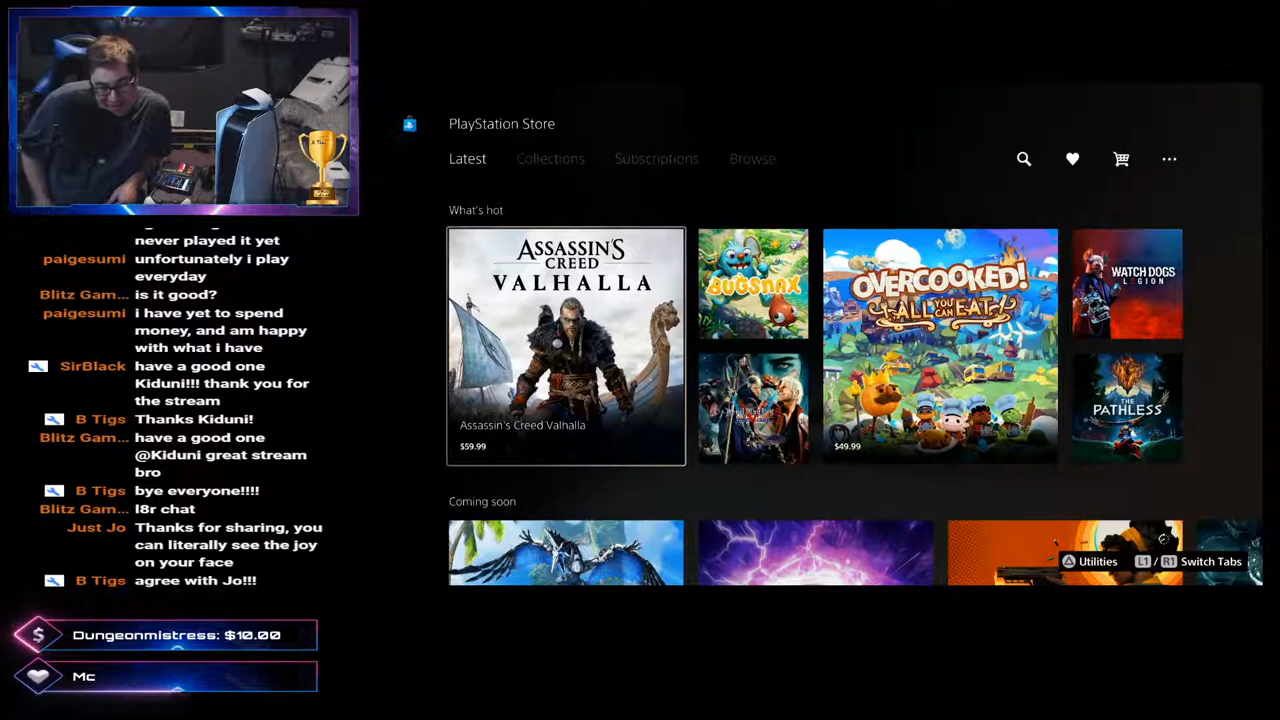 never played it yet
paigesumi unfortunately i play
everyday
Blitz Gam... is it good?
paigesumi i have yet to spend
money, and am happy
with what i have
SirBlack have a good one
Kiduni!!! thank you for
the stream
B Tigs Thanks Kiduni!
Blitz Gam... have a good one
@Kiduni great stream
bro
B Tigs bye everyone!!!!
Blitz Gam... l8r chat
Just Jo Thanks for sharing, you
can literally see the joy
on your face
B Tigs agree with Jo!!!
$ Dungeonmistress: $10.00
Mc
PlayStation Store
Latest Collections Subscriptions Browse
What's hot
ASSASSIN'S
CREED
VALHALLA
Assassin's Creed Valhalla
$59.99
BUGSNAX
OVERCOOKED!
ALL YOU CAN EAT
$49.99
WATCH DOGS
LEGION
THE
PATHLESS
Coming soon
Utilities L1 / R1 Switch Tabs